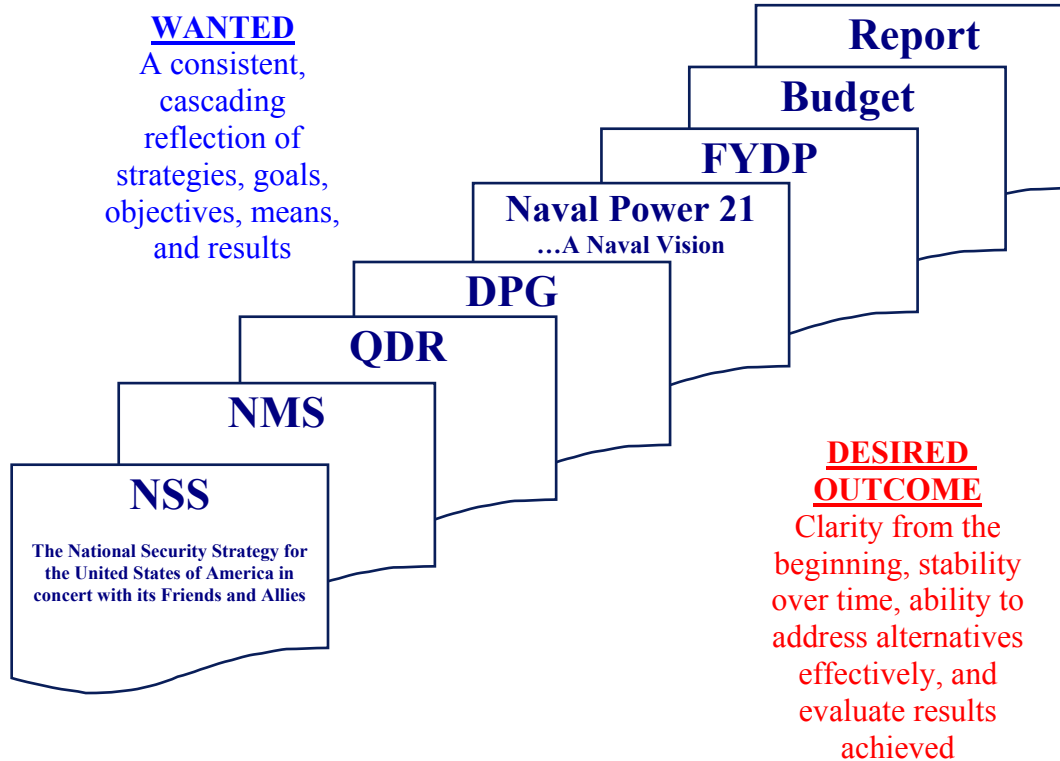 WANTED
A consistent,
cascading
reflection of
strategies, goals,
objectives, means,
and results
Report
Budget
FYDP
Naval Power 21
…A Naval Vision
DPG
QDR
NMS
NSS
The National Security Strategy for
the United States of America in
concert with its Friends and Allies
DESIRED
OUTCOME
Clarity from the
beginning, stability
over time, ability to
address alternatives
effectively, and
evaluate results
achieved